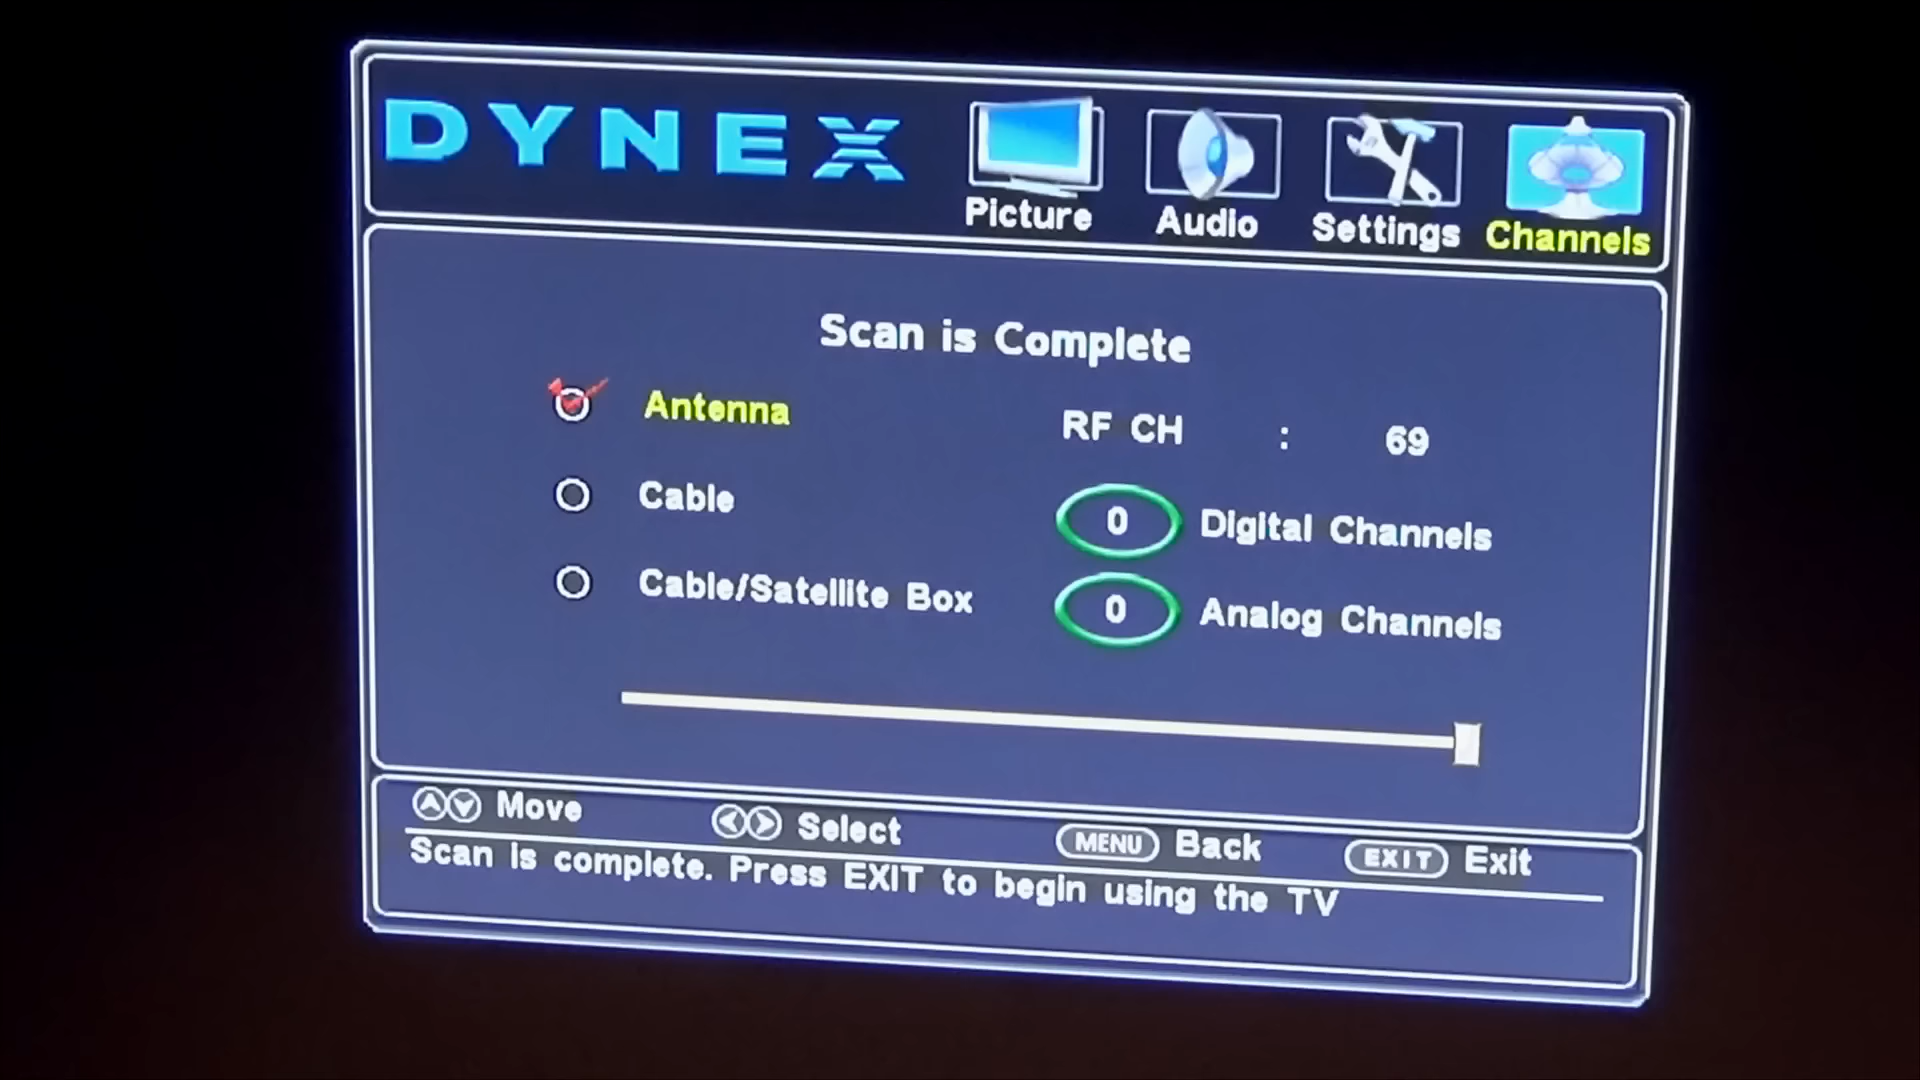 DYNEX
Picture
Audio
Settings
Channels
Scan is Complete
Antenna
RF CH : 69
Cable
0 Digital Channels
Cable/Satellite Box
0 Analog Channels
Move
Select
MENU Back
EXIT Exit
Scan is complete. Press EXIT to begin using the TV